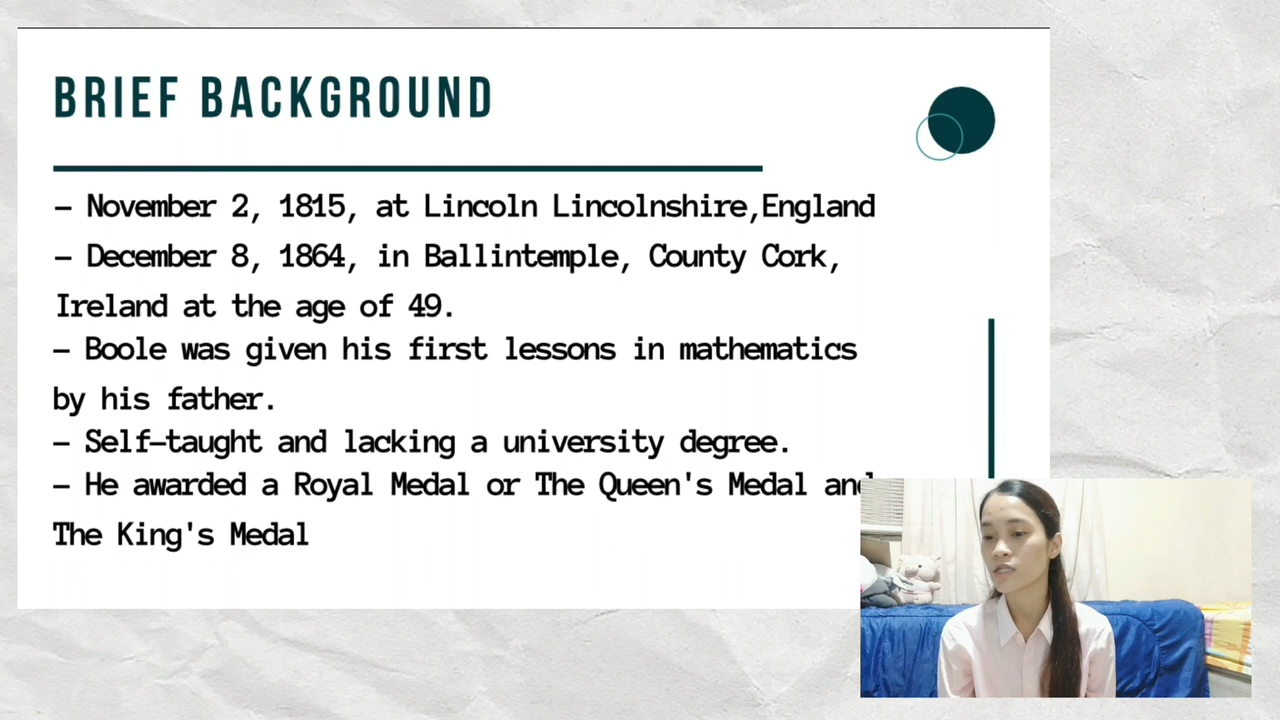 BRIEF BACKGROUND
- November 2, 1815, at Lincoln Lincolnshire,England
- December 8, 1864, in Ballintemple, County Cork,
Ireland at the age of 49.
- Boole was given his first lessons in mathematics
by his father.
- Self-taught and lacking a university degree.
- He awarded a Royal Medal or The Queen's Medal and
The King's Medal